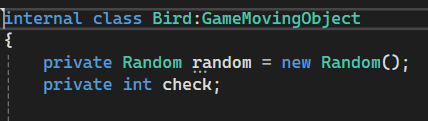 internal class Bird:GameMovingObject
{
private Random random = new Random();
private int check;